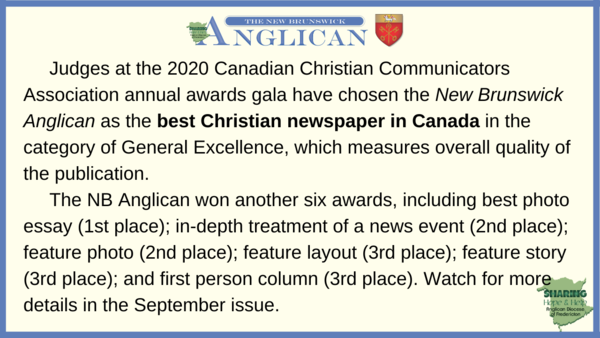 THE NEW BRUNSWICK
ANGLICAN
Judges at the 2020 Canadian Christian Communicators
Association annual awards gala have chosen the New Brunswick
Anglican as the best Christian newspaper in Canada in the
category of General Excellence, which measures overall quality of
the publication.
The NB Anglican won another six awards, including best photo
essay (1st place); in-depth treatment of a news event (2nd place);
feature photo (2nd place); feature layout (3rd place); feature story
(3rd place); and first person column (3rd place). Watch for more
details in the September issue.
SHARING
Hope & Help
Anglican Diocese
of Fredericton